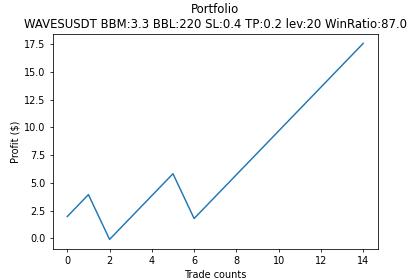 Portfolio
WAVESUSDT BBM:3.3 BBL:220 SL:0.4 TP:0.2 lev:20 WinRatio:87.0
17.5
15.0
12.5
10.0
7.5
5.0
2.5
0.0
Profit ($)
0 2 4 6 8 10 12 14
Trade counts